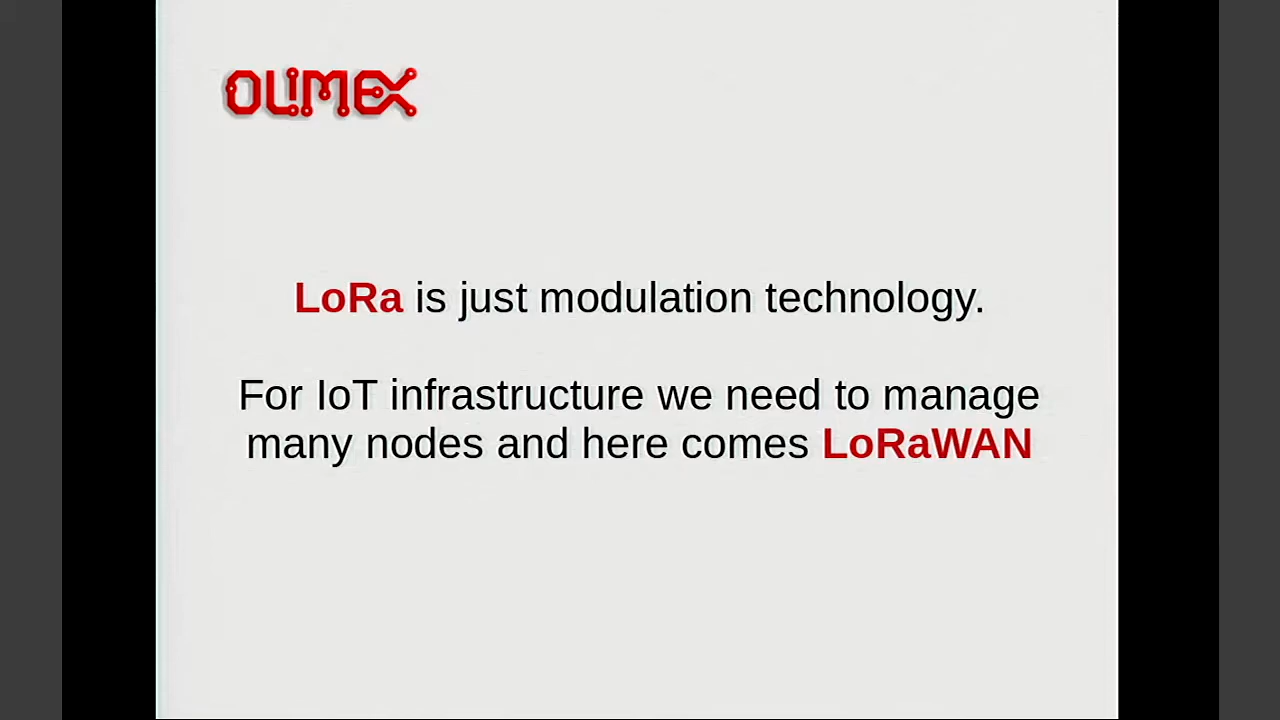 OLIMEX
LoRa is just modulation technology.
For IoT infrastructure we need to manage
many nodes and here comes LoRaWAN